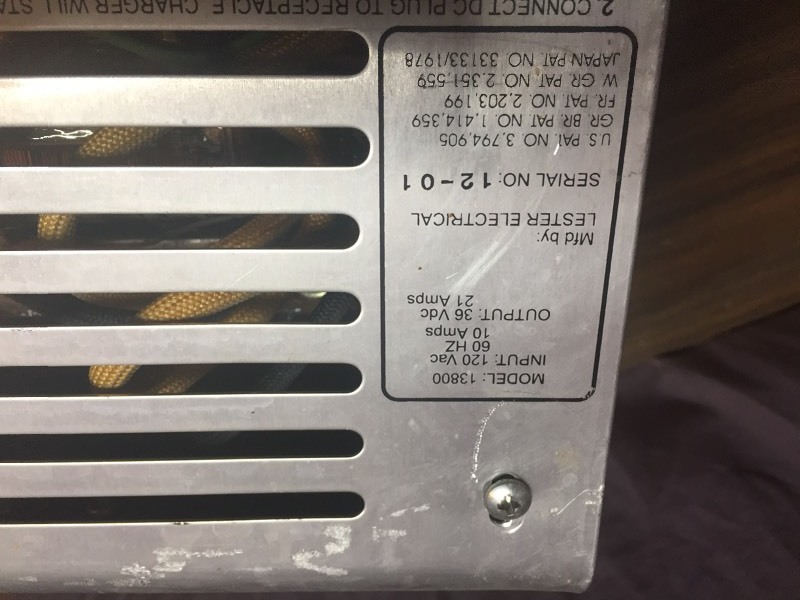 MODEL: 13800
INPUT: 120 Vac
60 HZ
10 Amps
OUTPUT: 36 Vdc
21 Amps
Mfd by:
LESTER ELECTRICAL
SERIAL NO: 12-01
U.S. PAT. NO. 3,794,905
GR. BR. PAT. NO. 1,414,359
FR. PAT. NO. 2,203,199
W. GR. PAT. NO. 2,351,559
JAPAN PAT. NO. 33133/1978
2. CONNECT DC PLUG TO RECEPTACLE CHARGER WILL STA